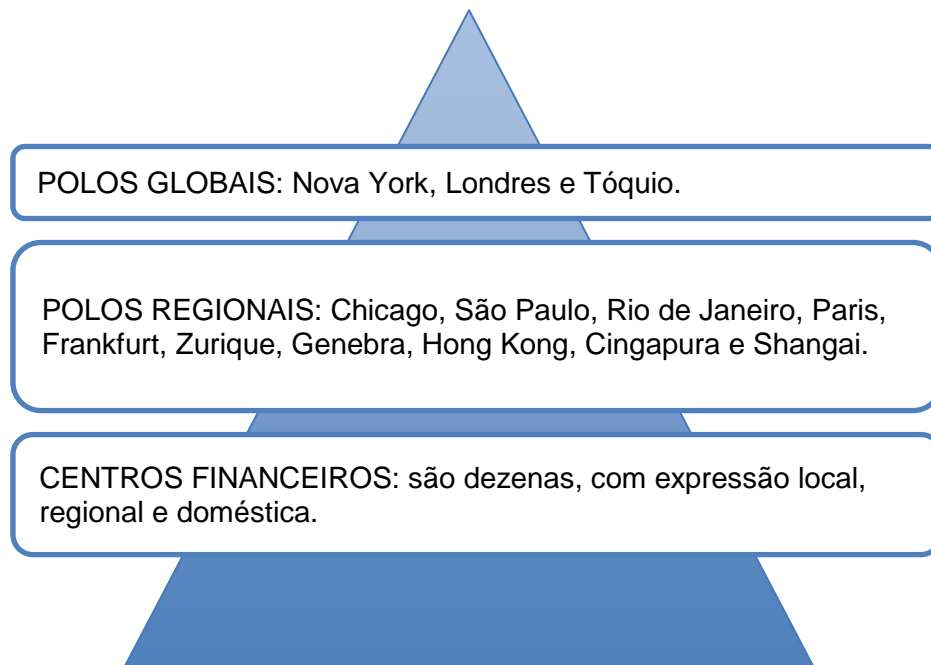 POLOS GLOBAIS: Nova York, Londres e Tóquio.
POLOS REGIONAIS: Chicago, São Paulo, Rio de Janeiro, Paris,
Frankfurt, Zurique, Genebra, Hong Kong, Cingapura e Shangai.
CENTROS FINANCEIROS: são dezenas, com expressão local,
regional e doméstica.